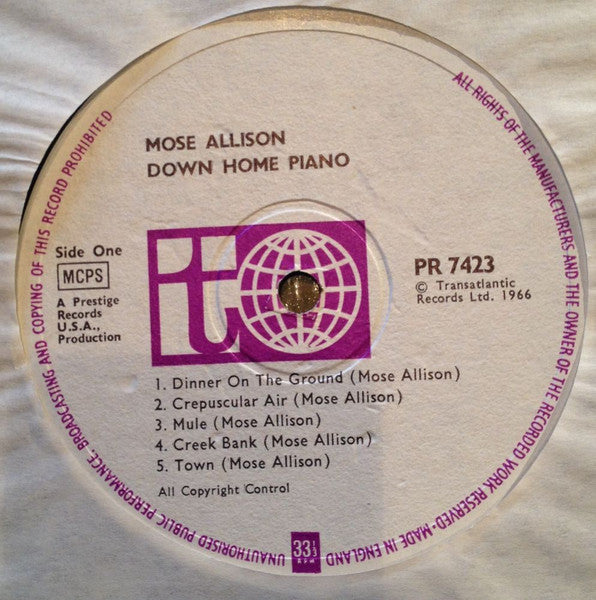 MOSE ALLISON
DOWN HOME PIANO
Side One
MCPS
A Prestige
Records
U.S.A.,
Production
it
PR 7423
© Transatlantic
Records Ltd. 1966
1. Dinner On The Ground (Mose Allison)
2. Crepuscular Air (Mose Allison)
3. Mule (Mose Allison)
4. Creek Bank (Mose Allison)
5. Town (Mose Allison)
All Copyright Control
ALL RIGHTS OF THE MANUFACTURERS AND THE OWNER OF THE RECORDED WORK RESERVED-MADE IN ENGLAND
33⅓
RPM
UNAUTHORISED PUBLIC PERFORMANCE, BROADCASTING AND COPYING OF THIS RECORD PROHIBITED